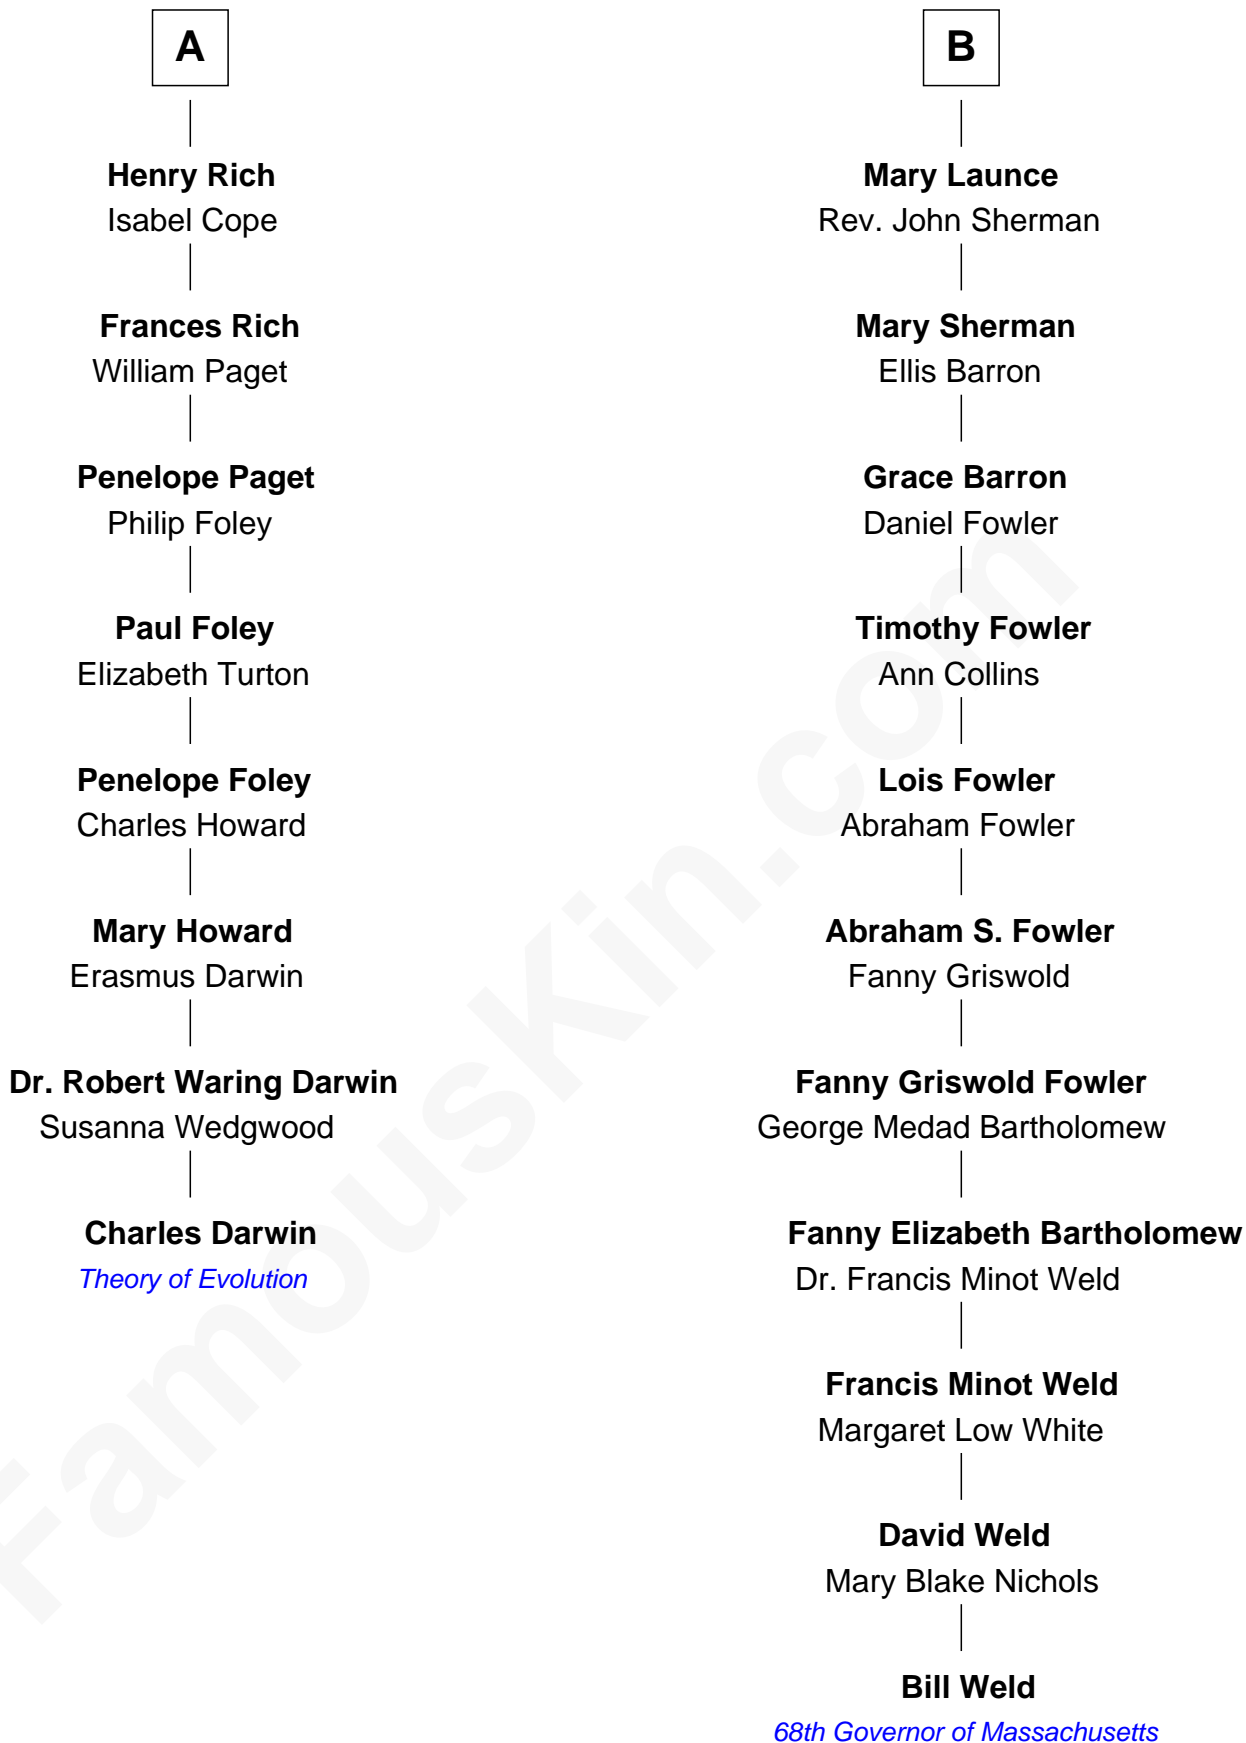 A
Henry Rich
Isabel Cope
Frances Rich
William Paget
Penelope Paget
Philip Foley
Paul Foley
Elizabeth Turton
Penelope Foley
Charles Howard
Mary Howard
Erasmus Darwin
Dr. Robert Waring Darwin
Susanna Wedgwood
Charles Darwin
Theory of Evolution
B
Mary Launce
Rev. John Sherman
Mary Sherman
Ellis Barron
Grace Barron
Daniel Fowler
Timothy Fowler
Ann Collins
Lois Fowler
Abraham Fowler
Abraham S. Fowler
Fanny Griswold
Fanny Griswold Fowler
George Medad Bartholomew
Fanny Elizabeth Bartholomew
Dr. Francis Minot Weld
Francis Minot Weld
Margaret Low White
David Weld
Mary Blake Nichols
Bill Weld
68th Governor of Massachusetts
FamousKin.com